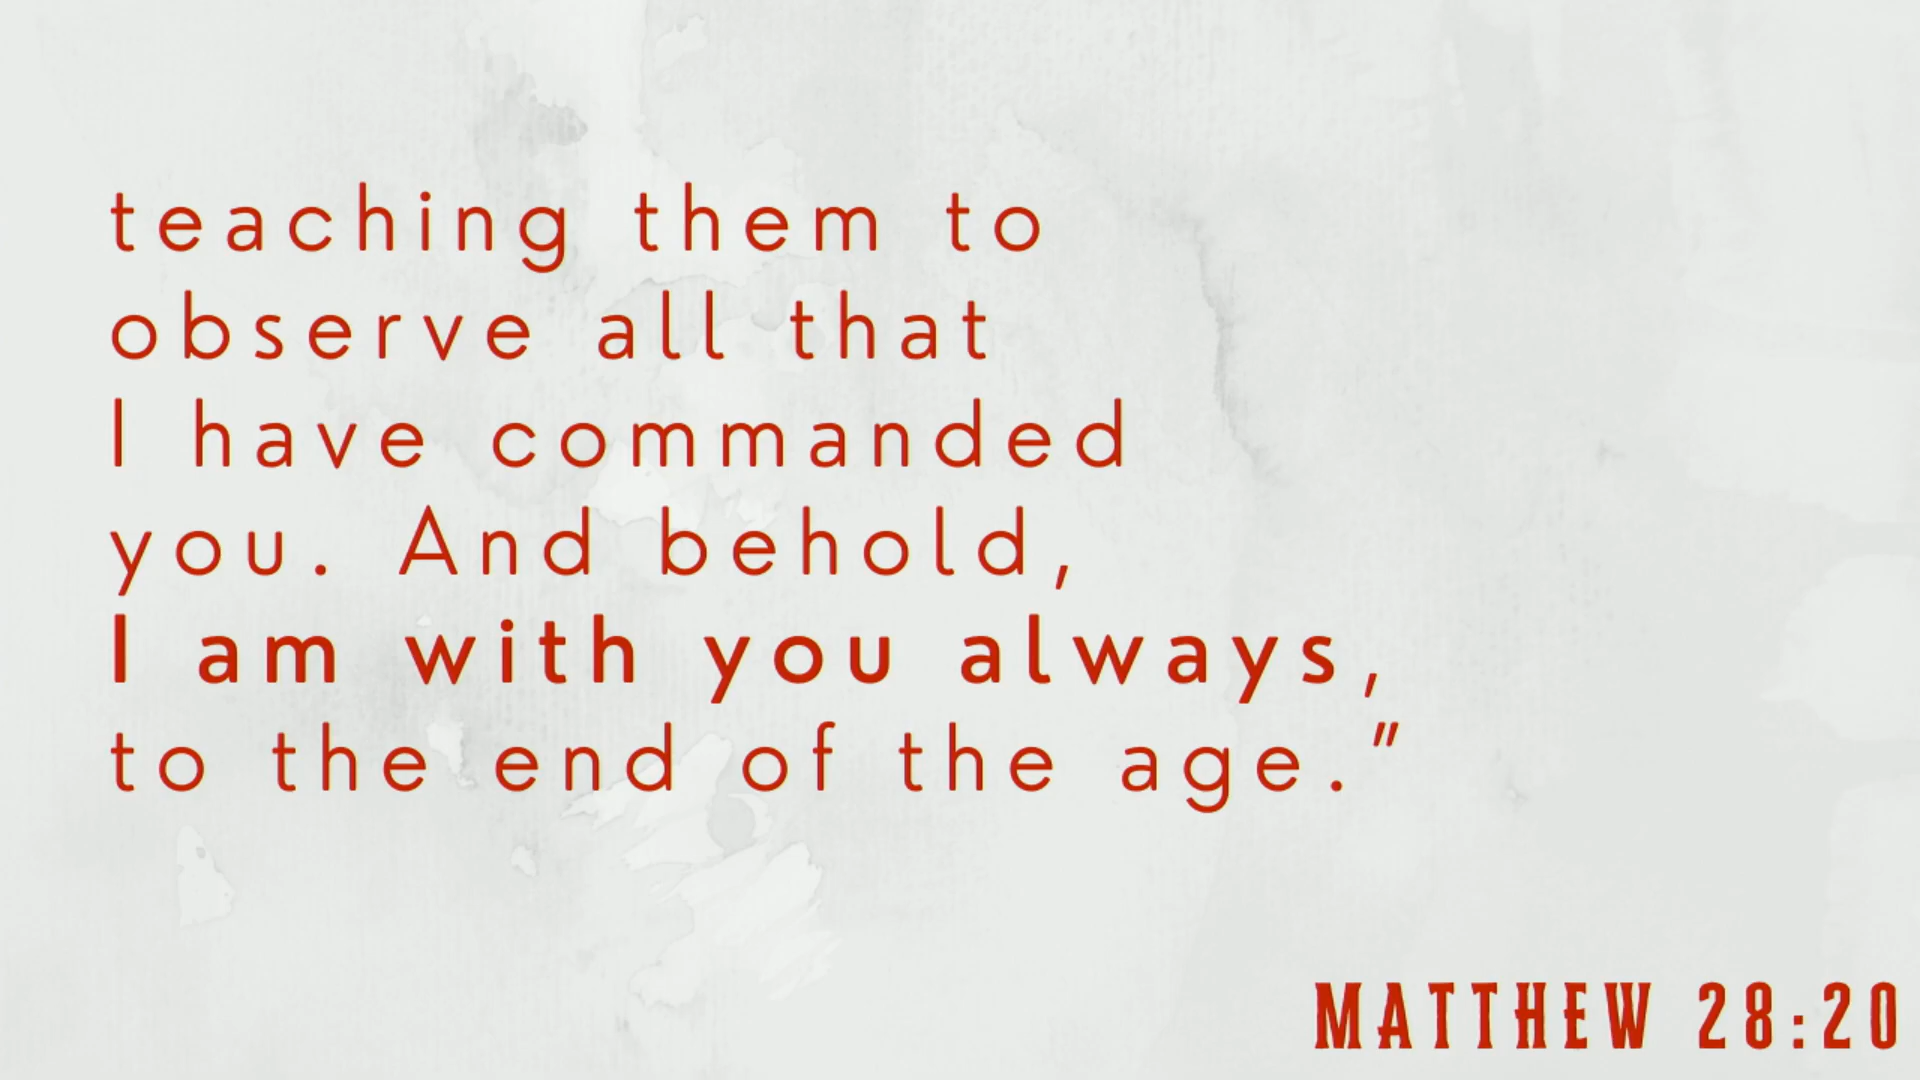 teaching them to
observe all that
I have commanded
you. And behold,
I am with you always,
to the end of the age."
MATTHEW 28:20